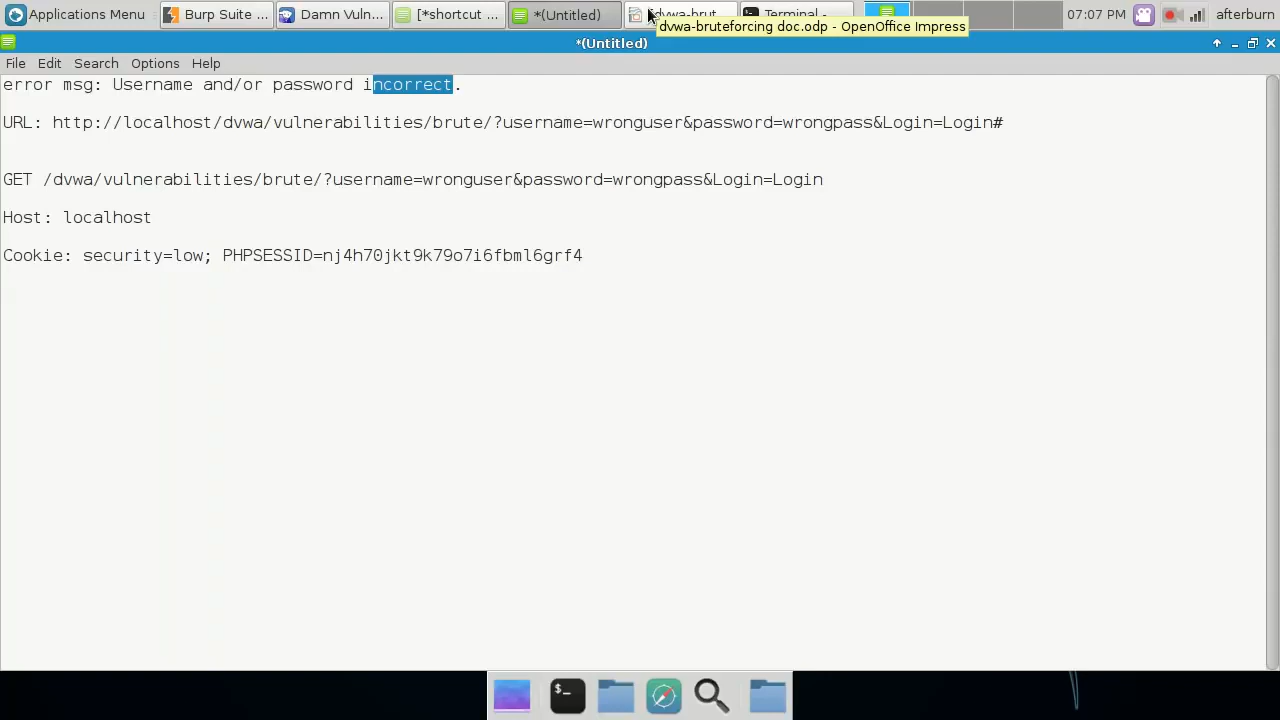 Applications Menu Burp Suite ... Damn Vuln... [*shortcut ... *(Untitled) Terminal - 07:07 PM afterburn
dvwa-bruteforcing doc.odp - OpenOffice Impress
*(Untitled)
File Edit Search Options Help
error msg: Username and/or password incorrect.
URL: http://localhost/dvwa/vulnerabilities/brute/?username=wronguser&password=wrongpass&Login=Login#
GET /dvwa/vulnerabilities/brute/?username=wronguser&password=wrongpass&Login=Login
Host: localhost
Cookie: security=low; PHPSESSID=nj4h70jkt9k79o7i6fbml6grf4
$_